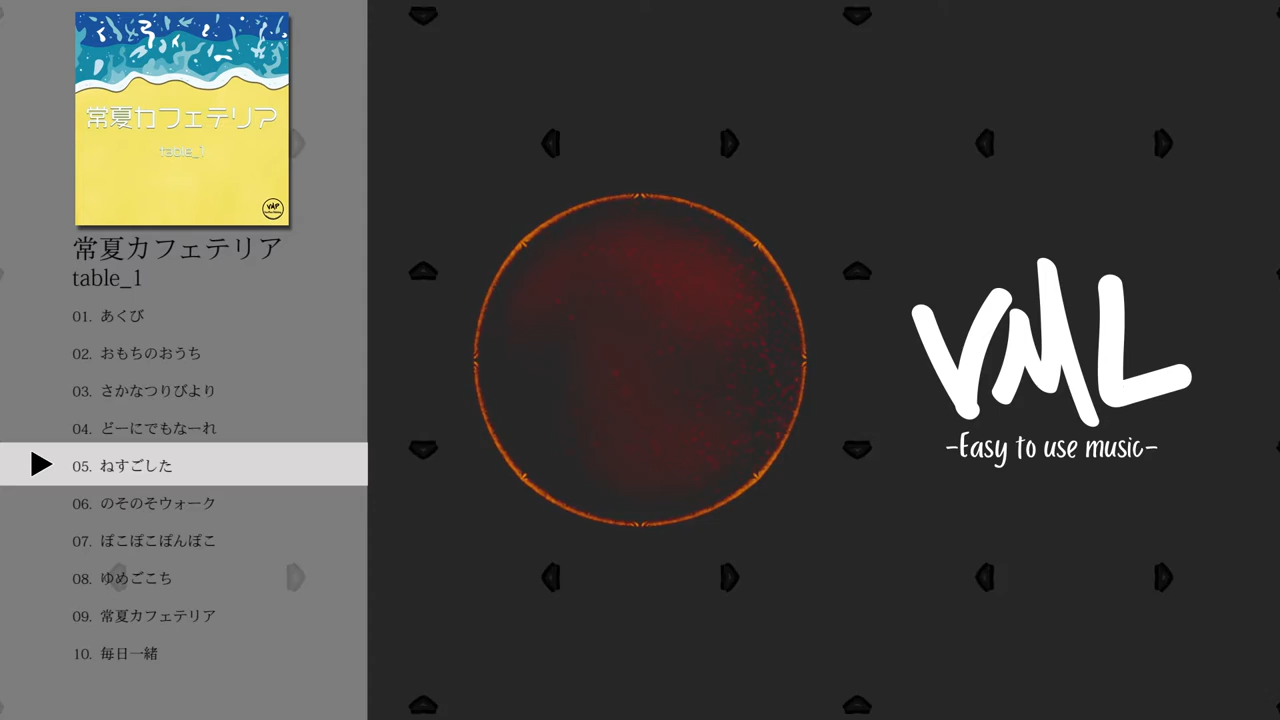 常夏カフェテリア
table_1
VMP
常夏カフェテリア
table_1
01. あくび
02. おもちのおうち
03. さかなつりびより
04. どーにでもなーれ
05. ねすごした
06. のそのそウォーク
07. ぽこぽこぽんぽこ
08. ゆめごこち
09. 常夏カフェテリア
10. 毎日一緒
VML
-Easy to use music-